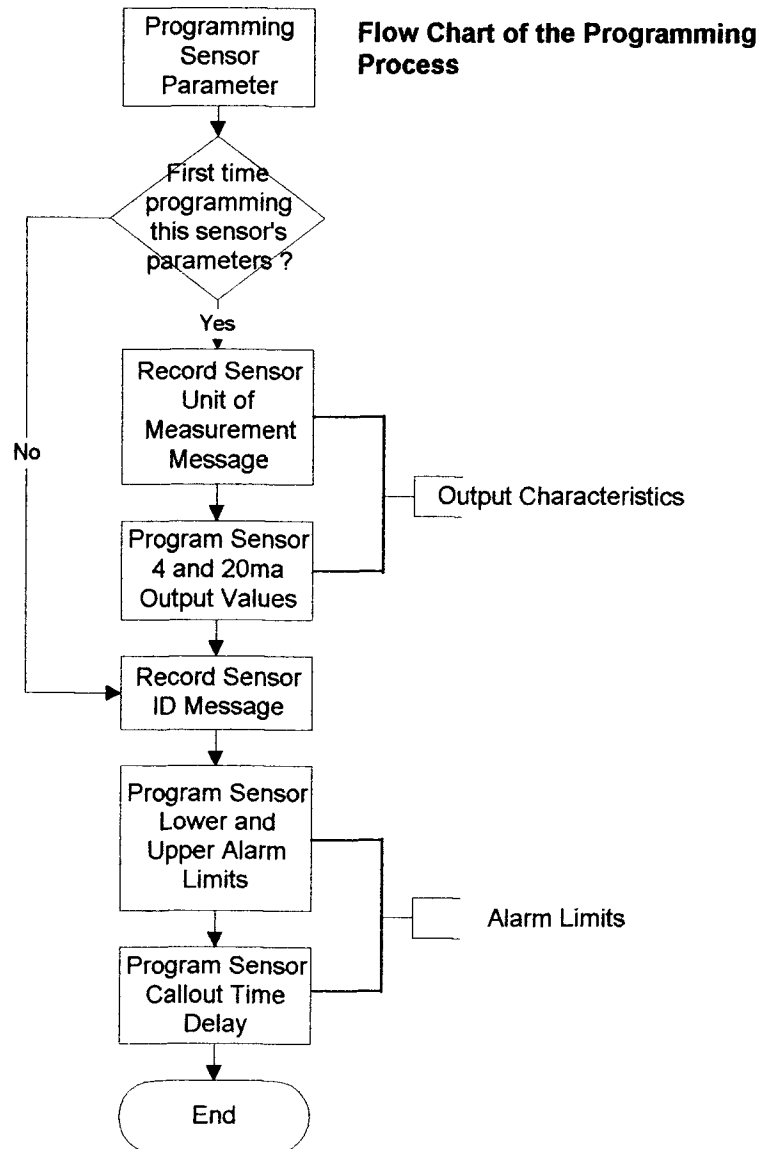 Programming
Sensor
Parameter
Flow Chart of the Programming
Process
First time
programming
this sensor's
parameters ?
Yes
No
Record Sensor
Unit of
Measurement
Message
Output Characteristics
Program Sensor
4 and 20ma
Output Values
Record Sensor
ID Message
Program Sensor
Lower and
Upper Alarm
Limits
Alarm Limits
Program Sensor
Callout Time
Delay
End